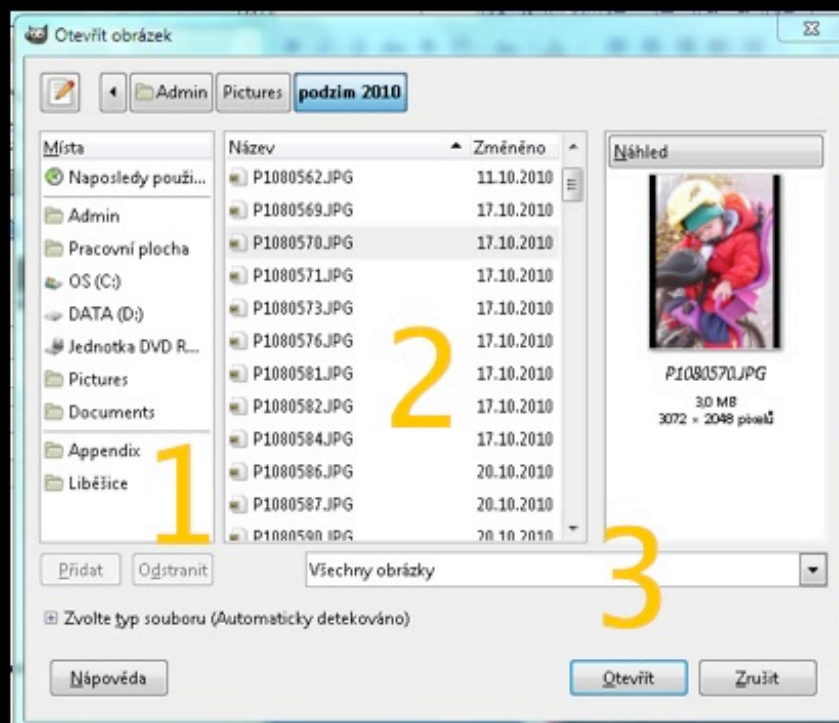 Otevřít obrázek
Admin Pictures podzim 2010
Místa
Naposledy použi...
Admin
Pracovní plocha
OS (C:)
DATA (D:)
Jednotka DVD R...
Pictures
Documents
Appendix
Liběšice
1
Název Změněno
P1080562.JPG 11.10.2010
P1080569.JPG 17.10.2010
P1080570.JPG 17.10.2010
P1080571.JPG 17.10.2010
P1080573.JPG 17.10.2010
P1080576.JPG 17.10.2010
P1080581.JPG 17.10.2010
P1080582.JPG 17.10.2010
P1080584.JPG 17.10.2010
P1080586.JPG 20.10.2010
P1080587.JPG 20.10.2010
P1080590.JPG 20.10.2010
2
Náhled
P1080570.JPG
3,0 MB
3072 × 2048 pixelů
Přidat Odstranit Všechny obrázky
3
Zvolte typ souboru (Automaticky detekováno)
Nápověda Otevřít Zrušit